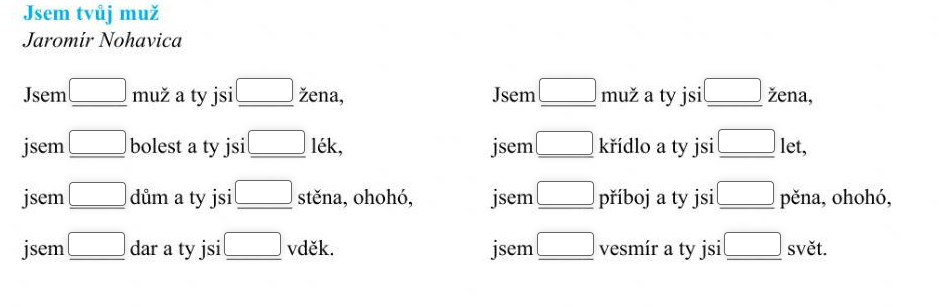 Jsem tvůj muž
Jaromír Nohavica
Jsem muž a ty jsi žena,
jsem bolest a ty jsi lék,
jsem dům a ty jsi stěna, ohohó,
jsem dar a ty jsi vděk.
Jsem muž a ty jsi žena,
jsem křídlo a ty jsi let,
jsem příboj a ty jsi pěna, ohohó,
jsem vesmír a ty jsi svět.